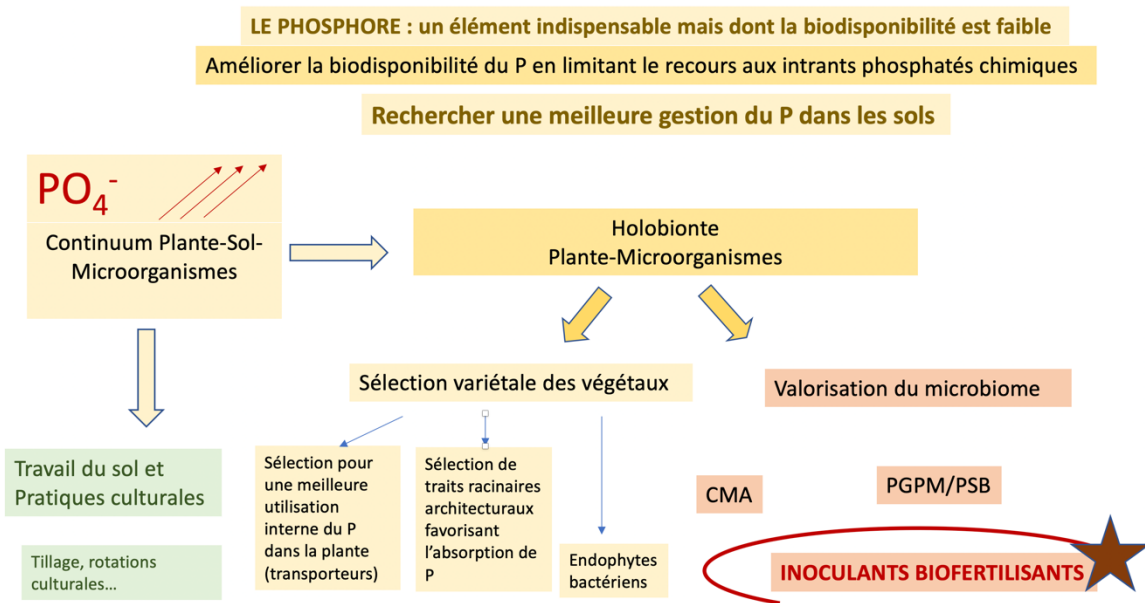 LE PHOSPHORE : un élément indispensable mais dont la biodisponibilité est faible
Améliorer la biodisponibilité du P en limitant le recours aux intrants phosphatés chimiques
Rechercher une meilleure gestion du P dans les sols
PO₄⁻
Continuum Plante-Sol-
Microorganismes
Holobionte
Plante-Microorganismes
Sélection variétale des végétaux
Valorisation du microbiome
Travail du sol et
Pratiques culturales
Tillage, rotations
culturales...
Sélection pour
une meilleure
utilisation
interne du P
dans la plante
(transporteurs)
Sélection de
traits racinaires
architecturaux
favorisant
l'absorption de
P
Endophytes
bactériens
CMA
PGPM/PSB
INOCULANTS BIOFERTILISANTS